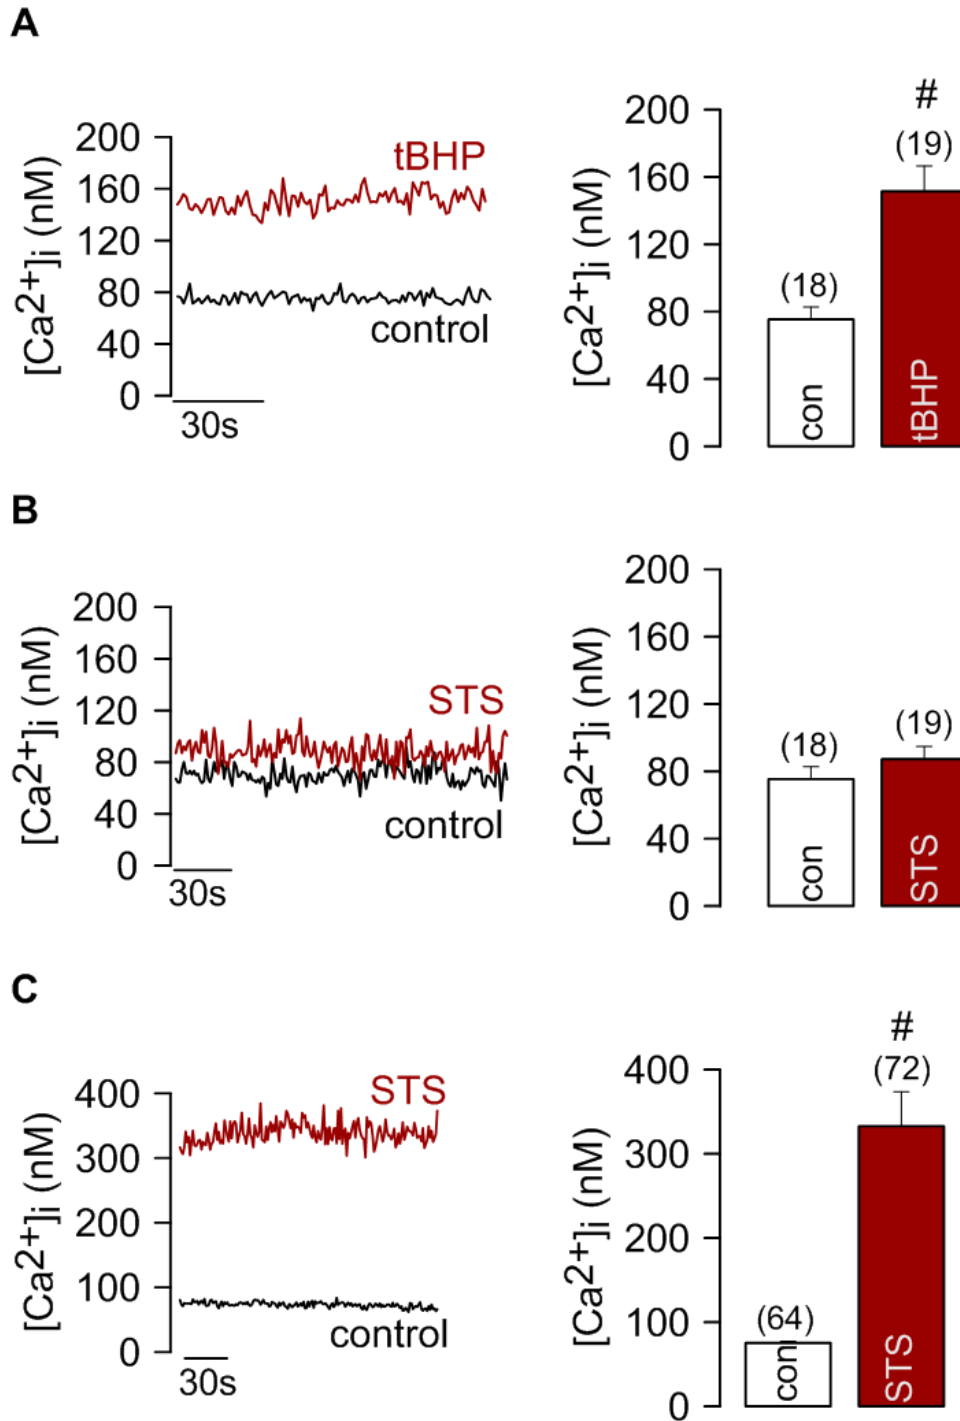 A
[Ca2+]i (nM)
200
160
120
80
40
0
tBHP
control
30s
[Ca2+]i (nM)
200
160
120
80
40
0
(18)
con
#
(19)
tBHP
B
[Ca2+]i (nM)
200
160
120
80
40
0
STS
control
30s
[Ca2+]i (nM)
200
160
120
80
40
0
(18)
con
(19)
STS
C
[Ca2+]i (nM)
400
300
200
100
0
STS
control
30s
[Ca2+]i (nM)
400
300
200
100
0
(64)
con
#
(72)
STS